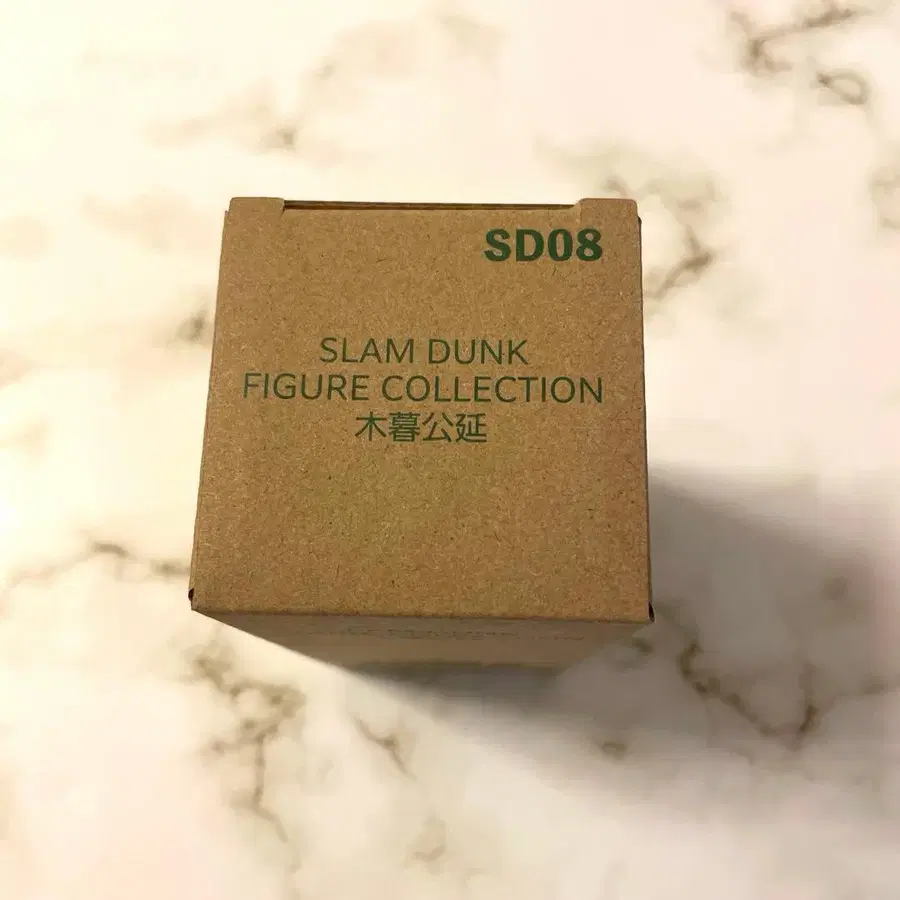 SD08
SLAM DUNK
FIGURE COLLECTION
木暮公延